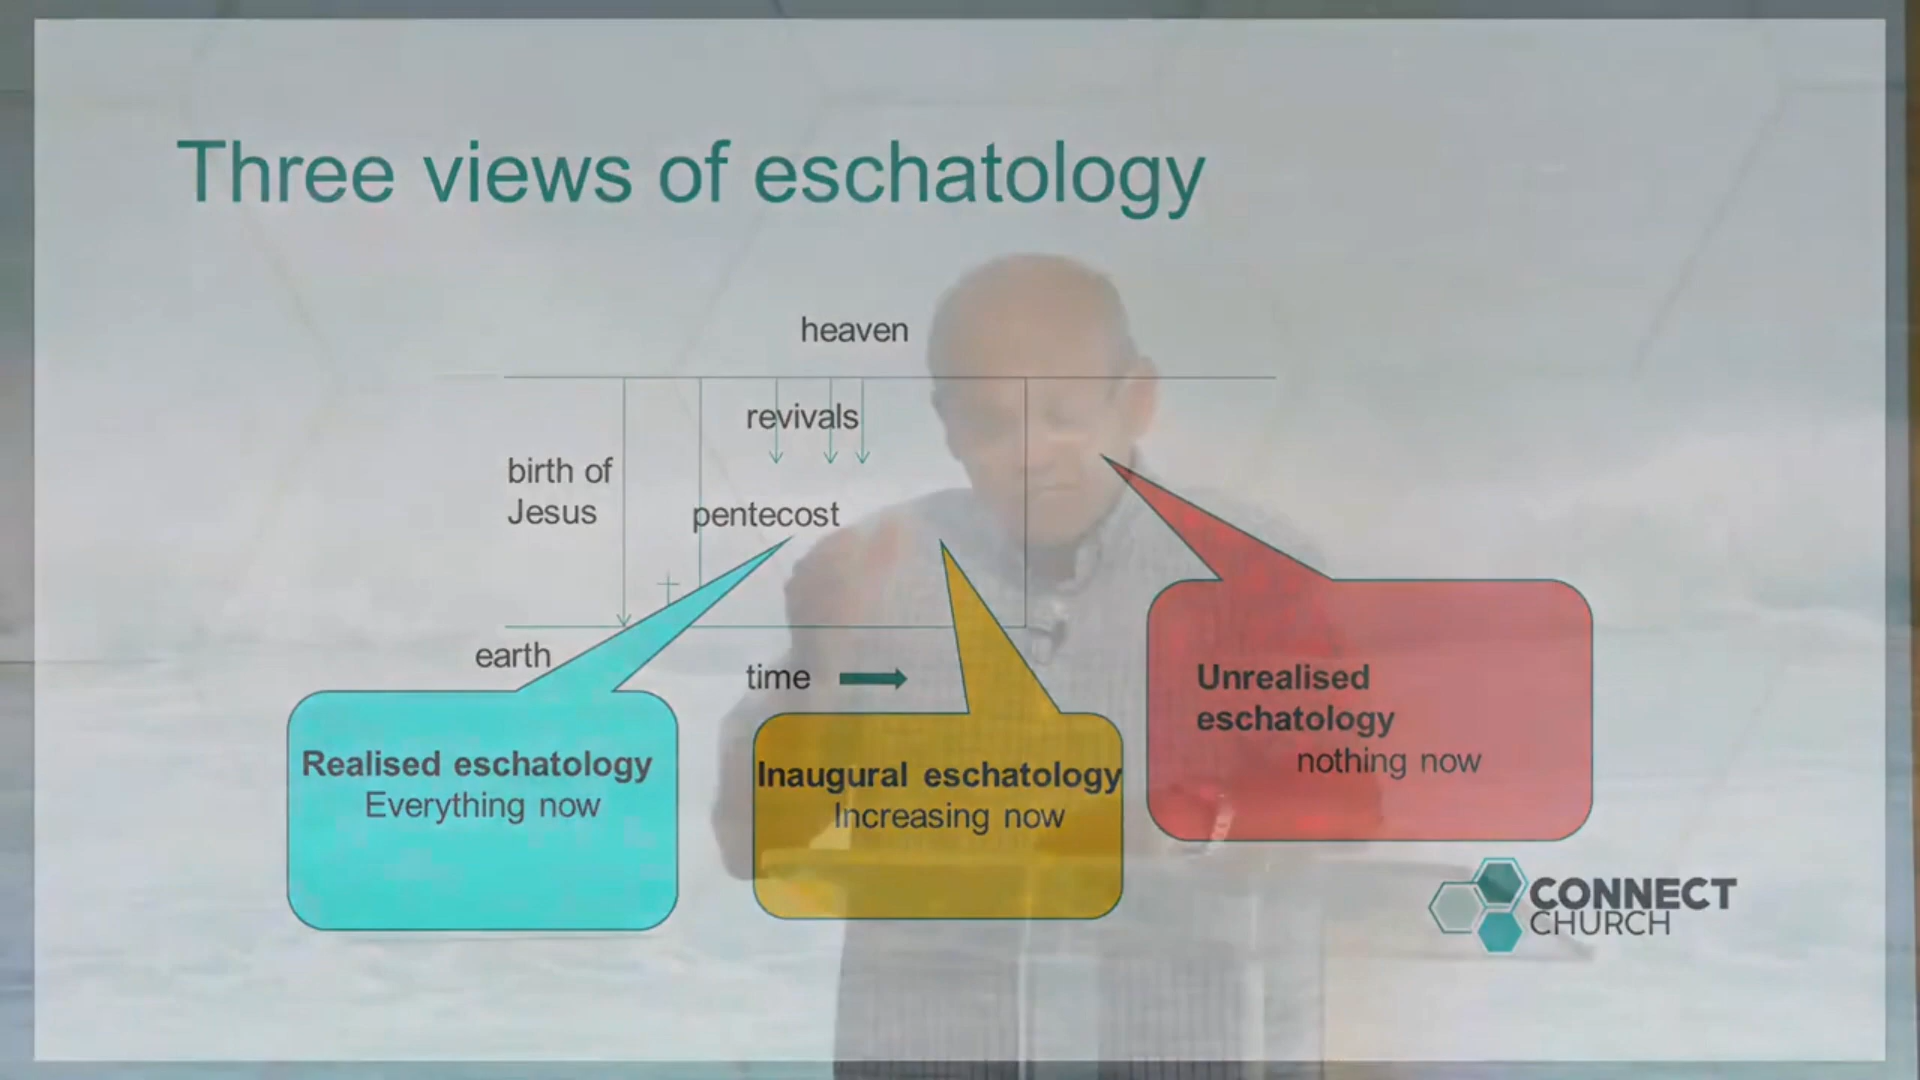 Three views of eschatology
heaven
revivals
birth of
Jesus
pentecost
earth
time
Realised eschatology
Everything now
Inaugural eschatology
Increasing now
Unrealised
eschatology
nothing now
CONNECT
CHURCH